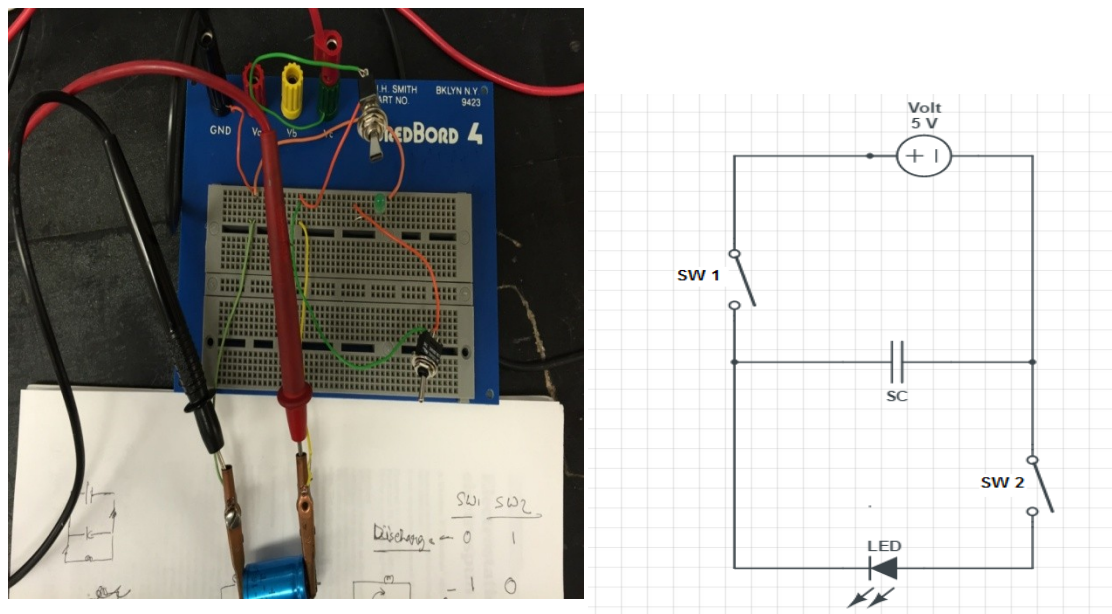 H. SMITH BKLYN N.Y
ART NO. 9423
GND Vb
REDBORD 4
SW1 SW2
Discharge - 0 1
- 1 0
Volt
5 V
SW 1
SC
SW 2
LED